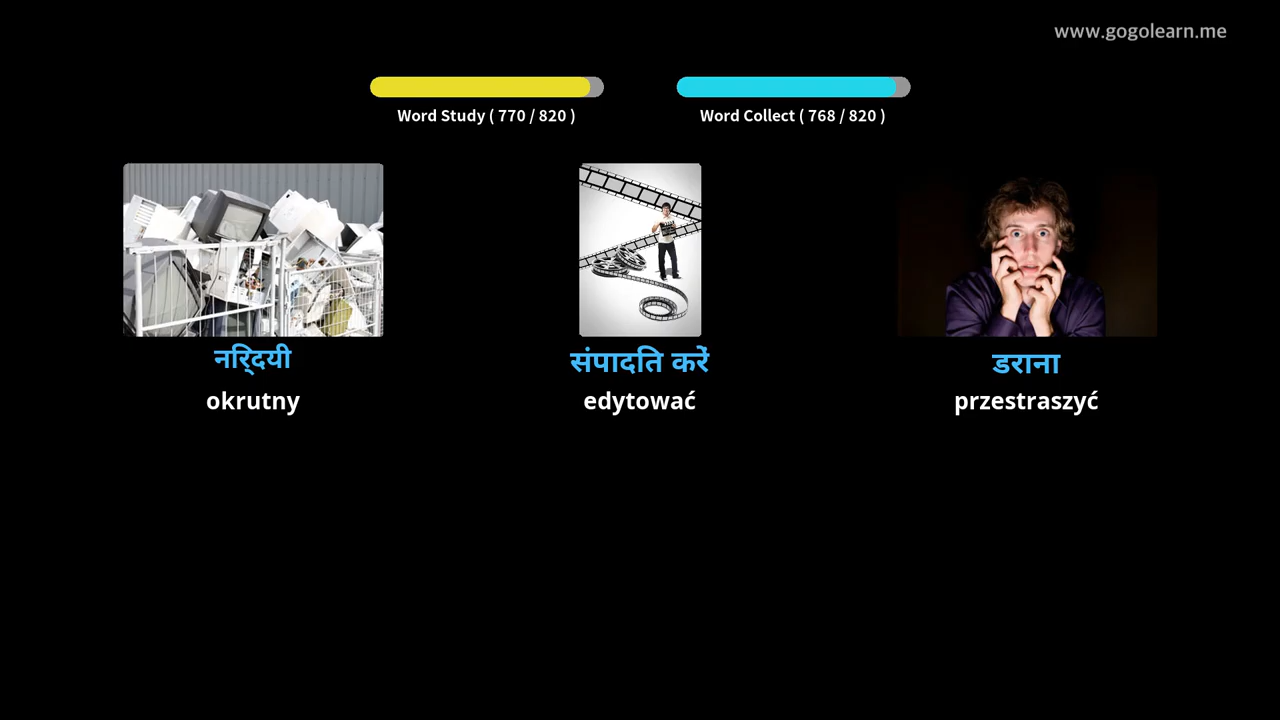 www.gogolearn.me
Word Study ( 770 / 820 )
Word Collect ( 768 / 820 )
नर्दियी
संपादति करें
डराना
okrutny
edytować
przestraszyć